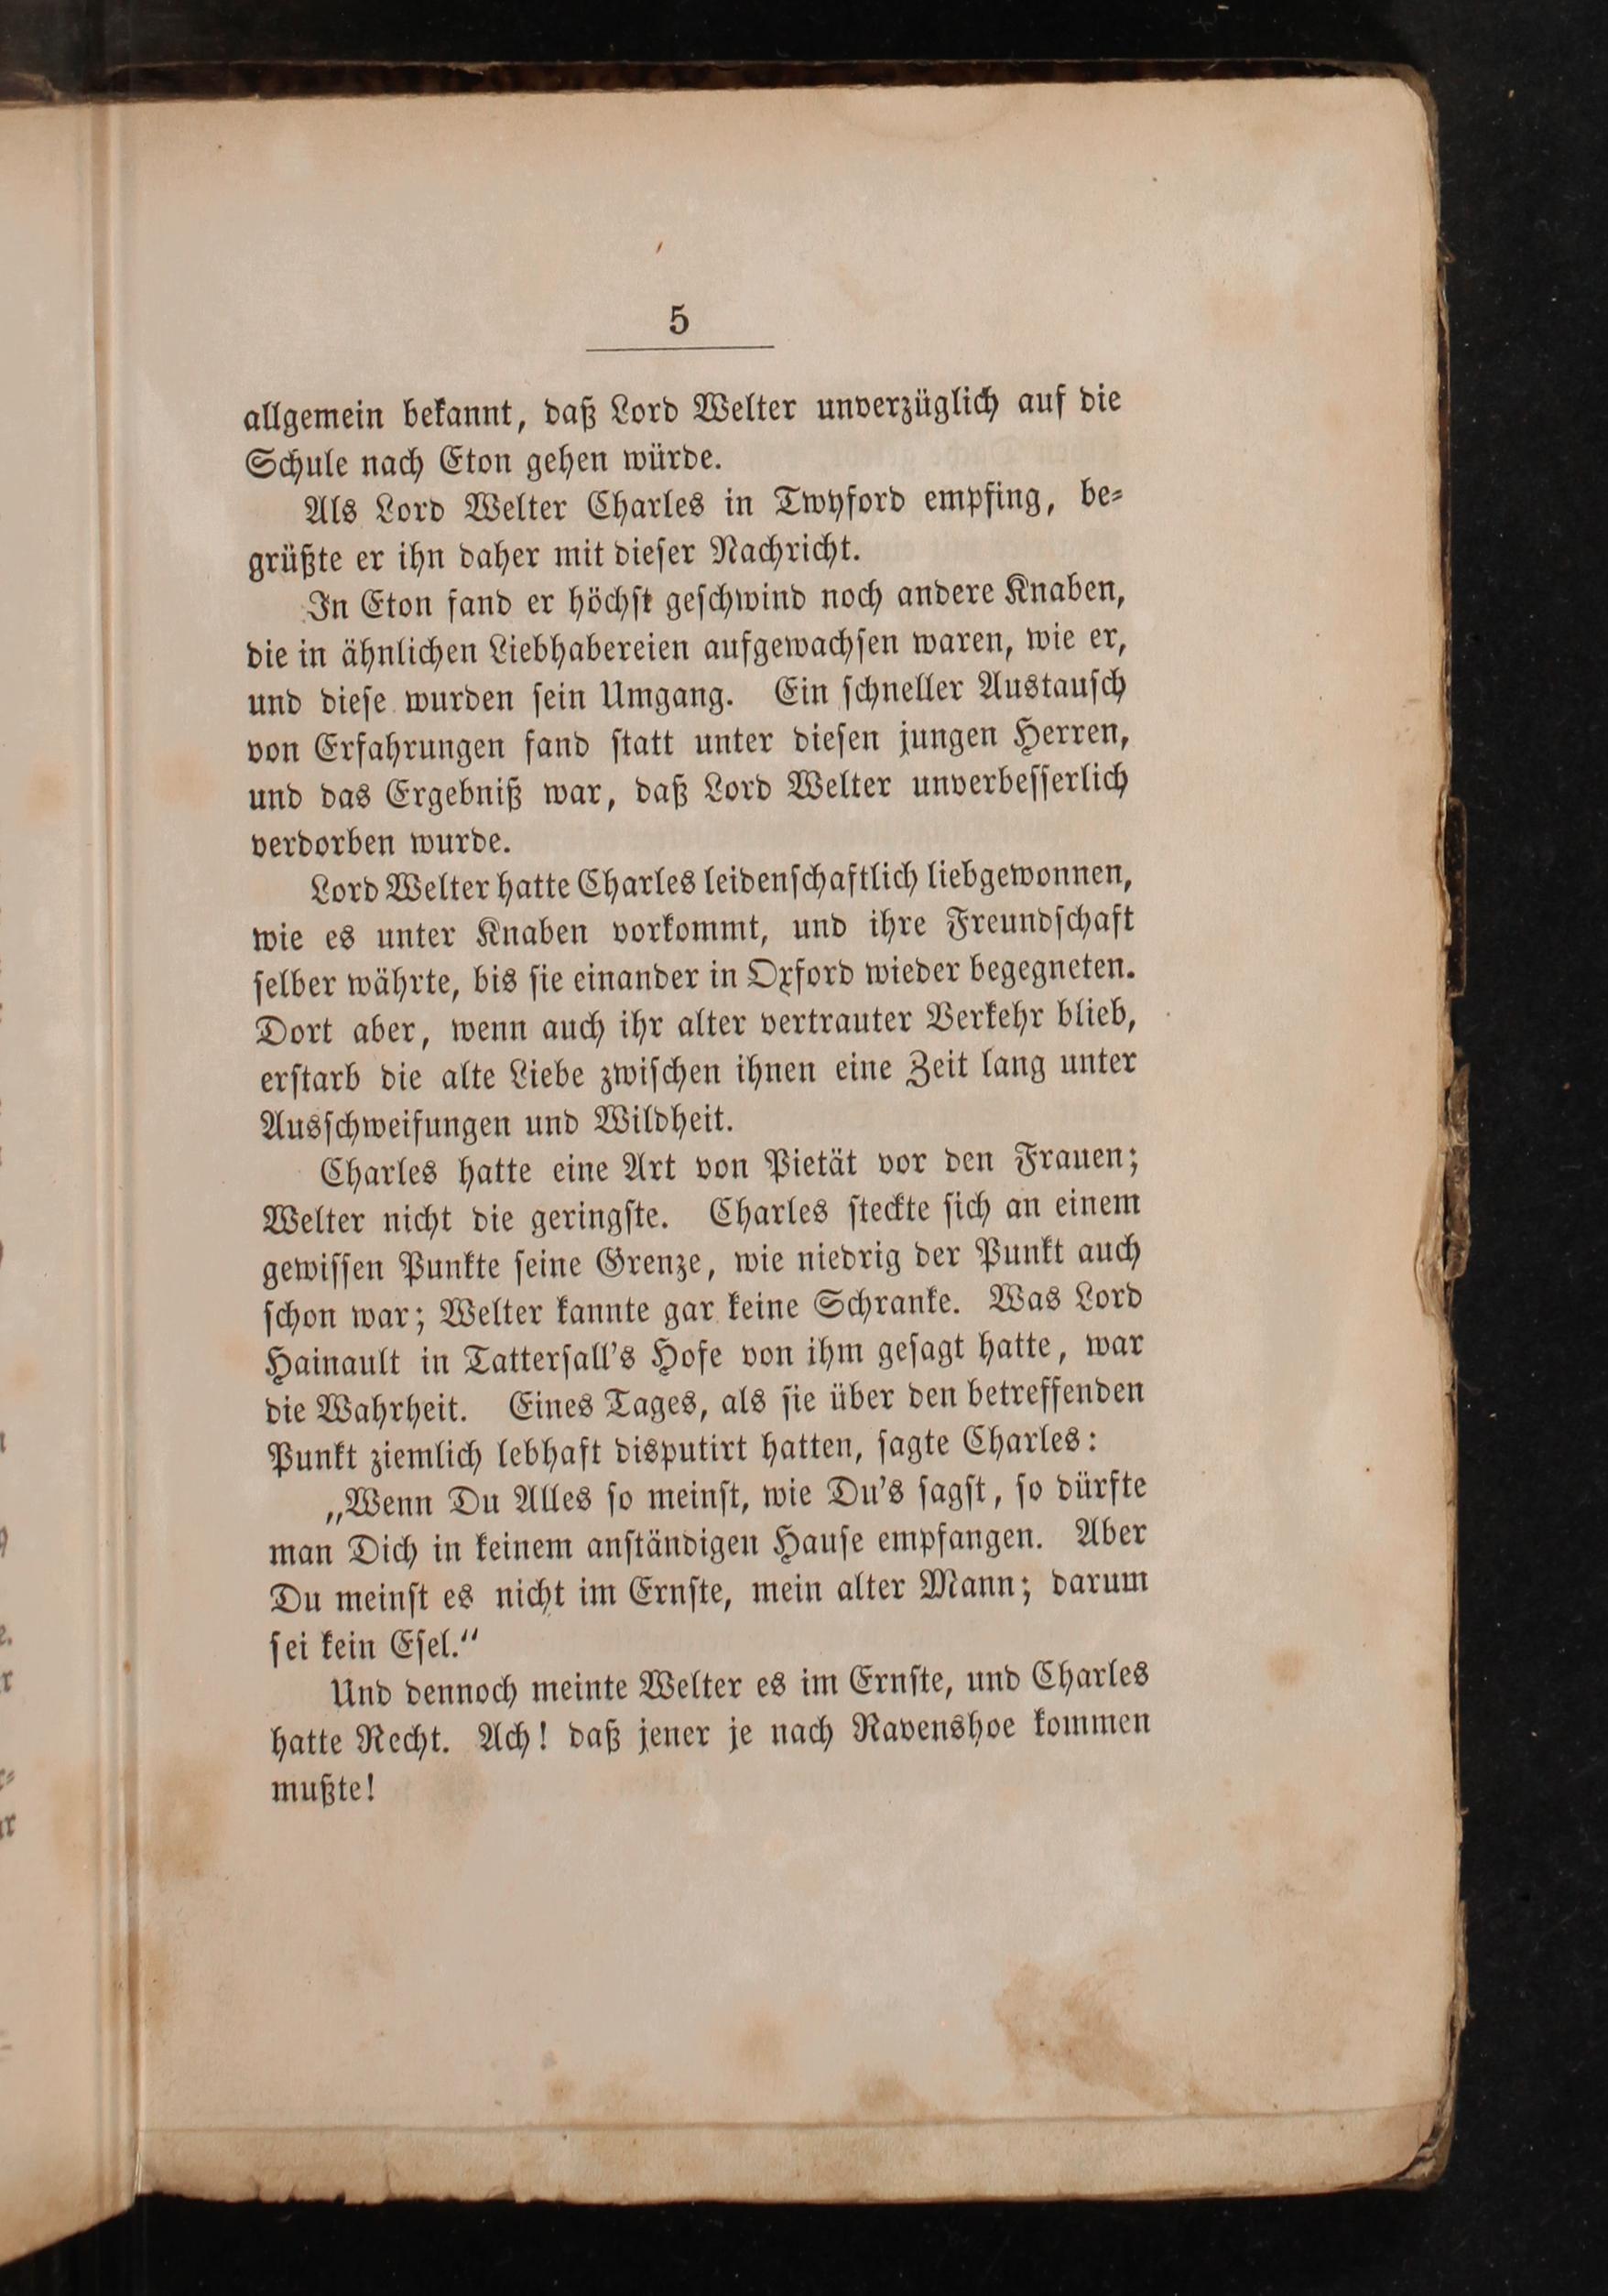 5
allgemein bekannt, daß Lord Welter unverzüglich auf die
Schule nach Eton gehen würde.
Als Lord Welter Charles in Twyford empfing, be-
grüßte er ihn daher mit dieser Nachricht.
In Eton fand er höchst geschwind noch andere Knaben,
die in ähnlichen Liebhabereien aufgewachsen waren, wie er,
und diese wurden sein Umgang. Ein schneller Austausch
von Erfahrungen fand statt unter diesen jungen Herren,
und das Ergebniß war, daß Lord Welter unverbesserlich
verdorben wurde.
Lord Welter hatte Charles leidenschaftlich liebgewonnen,
wie es unter Knaben vorkommt, und ihre Freundschaft
selber währte, bis sie einander in Oxford wieder begegneten.
Dort aber, wenn auch ihr alter vertrauter Verkehr blieb,
erstarb die alte Liebe zwischen ihnen eine Zeit lang unter
Ausschweifungen und Wildheit.
Charles hatte eine Art von Pietät vor den Frauen;
Welter nicht die geringste. Charles steckte sich an einem
gewissen Punkte seine Grenze, wie niedrig der Punkt auch
schon war; Welter kannte gar keine Schranke. Was Lord
Hainault in Tattersall's Hofe von ihm gesagt hatte, war
die Wahrheit. Eines Tages, als sie über den betreffenden
Punkt ziemlich lebhaft disputirt hatten, sagte Charles:
„Wenn Du Alles so meinst, wie Du's sagst, so dürfte
man Dich in keinem anständigen Hause empfangen. Aber
Du meinst es nicht im Ernste, mein alter Mann; darum
sei kein Esel.“
Und dennoch meinte Welter es im Ernste, und Charles
hatte Recht. Ach! daß jener je nach Ravenshoe kommen
mußte!